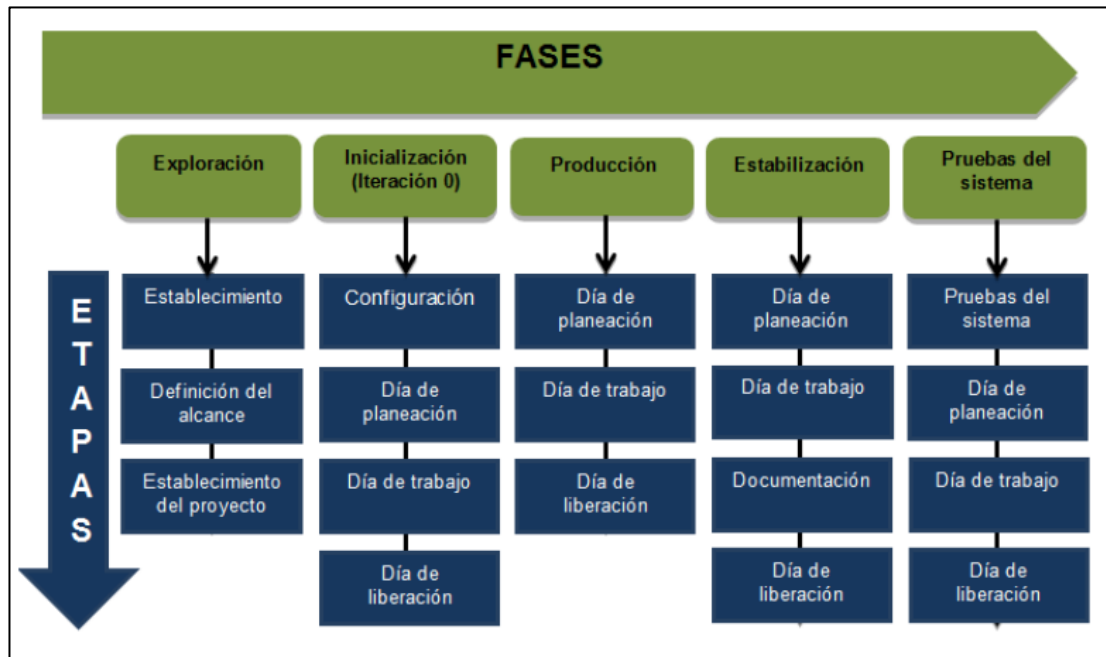 FASES
Exploración
Inicialización
(Iteración 0)
Producción
Estabilización
Pruebas del
sistema
ETAPAS
Establecimiento
Definición del
alcance
Establecimiento
del proyecto
Configuración
Día de
planeación
Día de trabajo
Día de
liberación
Día de
planeación
Día de trabajo
Día de
liberación
Día de
planeación
Día de trabajo
Documentación
Día de
liberación
Pruebas del
sistema
Día de
planeación
Día de trabajo
Día de
liberación